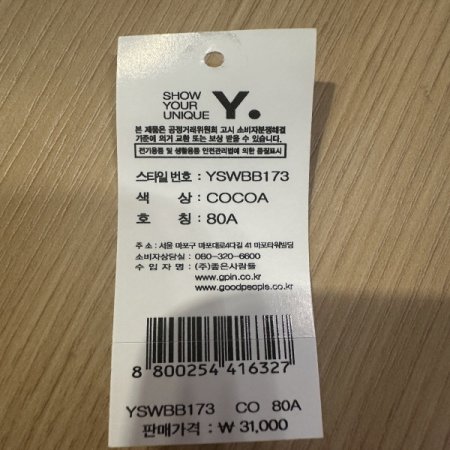 SHOW
YOUR
UNIQUE Y.
본 제품은 공정거래위원회 고시 소비자분쟁해결
기준에 의거 교환 또는 보상 받을 수 있습니다.
전기용품 및 생활용품 안전관리법에 의한 품질표시
스타일 번호 : YSWBB173
색 상 : COCOA
호 칭 : 80A
주 소 : 서울 마포구 마포대로4다길 41 마포타워빌딩
소비자상담실 : 080-320-6600
수 입 자 명 : (주)좋은사람들
www.gpin.co.kr
www.goodpeople.co.kr
8 800254 416327
YSWBB173 CO 80A
판매가격 : ₩ 31,000